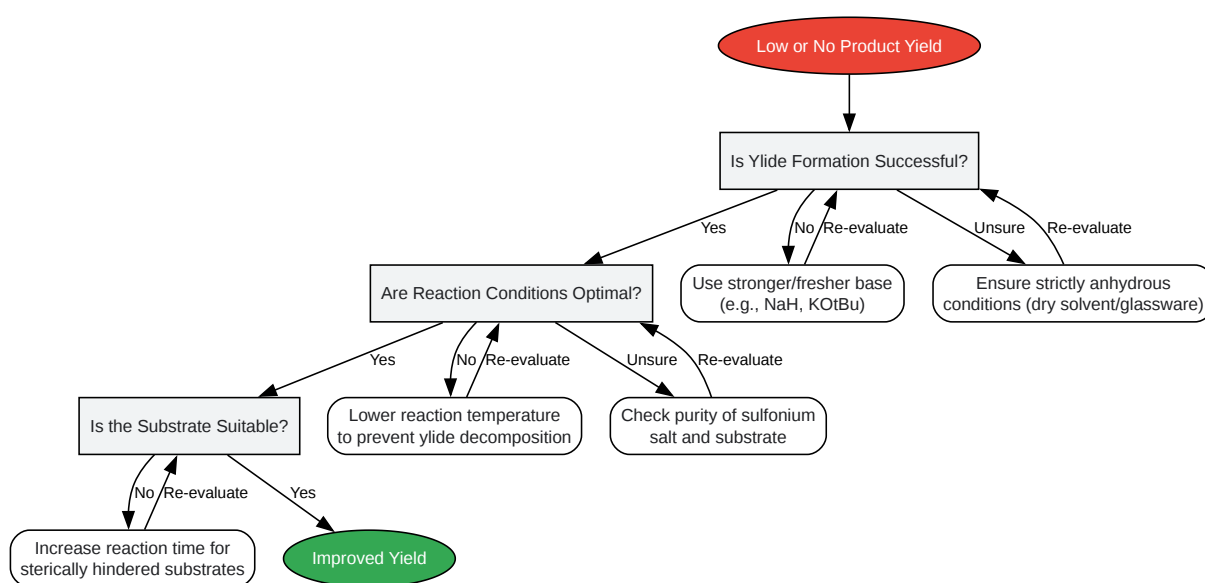 Low or No Product Yield
Is Ylide Formation Successful?
Yes
No
Re-evaluate
Unsure
Re-evaluate
Are Reaction Conditions Optimal?
Use stronger/fresher base
(e.g., NaH, KOtBu)
Ensure strictly anhydrous
conditions (dry solvent/glassware)
Yes
No
Re-evaluate
Unsure
Re-evaluate
Is the Substrate Suitable?
Lower reaction temperature
to prevent ylide decomposition
Check purity of sulfonium
salt and substrate
No
Re-evaluate
Yes
Increase reaction time for
sterically hindered substrates
Improved Yield